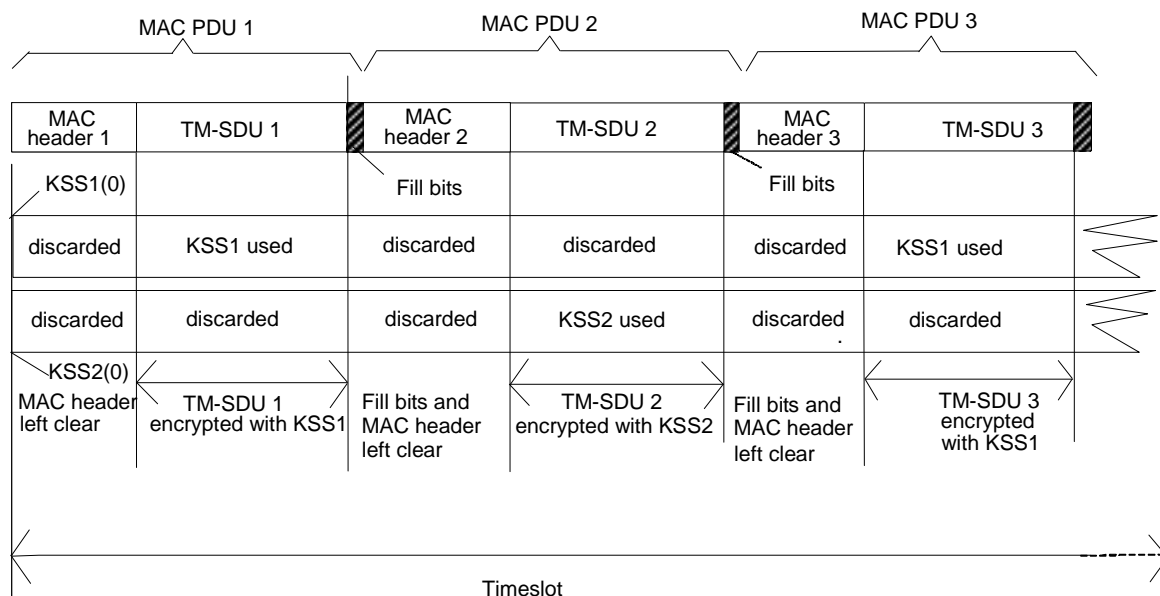 MAC PDU 1
MAC PDU 2
MAC PDU 3
MAC
header 1
TM-SDU 1
MAC
header 2
TM-SDU 2
MAC
header 3
TM-SDU 3
KSS1(0)
Fill bits
Fill bits
discarded
KSS1 used
discarded
discarded
discarded
KSS1 used
discarded
discarded
discarded
KSS2 used
discarded
discarded
KSS2(0)
MAC header
left clear
TM-SDU 1
encrypted with KSS1
Fill bits and
MAC header
left clear
TM-SDU 2
encrypted with KSS2
Fill bits and
MAC header
left clear
TM-SDU 3
encrypted
with KSS1
Timeslot